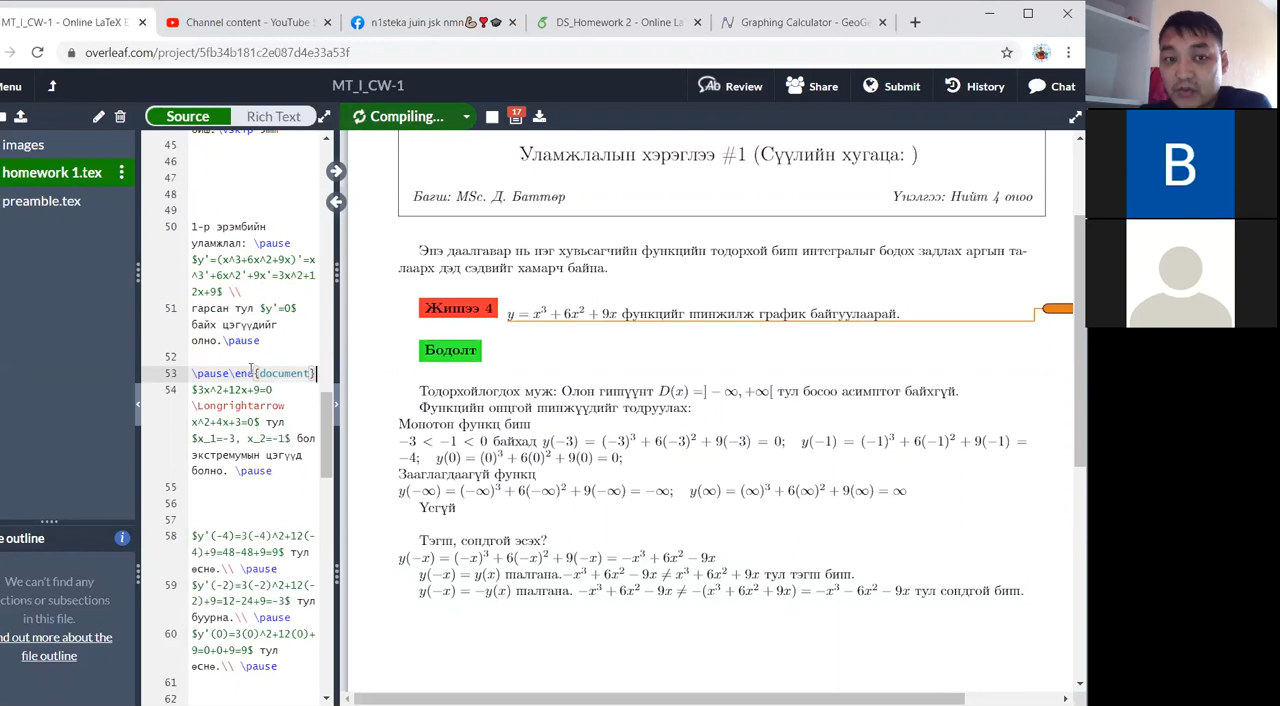 MT_I_CW-1 - Online LaTeX E
Channel content - YouTube S
n1steka juin jsk nmn
DS_Homework 2 - Online La
Graphing Calculator - GeoGe
overleaf.com/project/5fb34b181c2e087d4e33a53f
Menu
MT_I_CW-1
Review
Share
Submit
History
Chat
Source
Rich Text
Compiling...
17
images
homework 1.tex
preamble.tex
45
46
47
48
49
50 1-р эрэмбийн
уламжлал: \pause
$y'=(x^3+6x^2+9x)'=x
^3'+6x^2'+9x'=3x^2+1
2x+9$ \\
51 гарсан тул $y'=0$
байх цэгүүдийг
олно.\pause
52
53 \pause\end{document}
54 $3x^2+12x+9=0
\Longrightarrow
x^2+4x+3=0$ тул
$x_1=-3, x_2=-1$ бол
экстремумын цэгүүд
болно. \pause
55
56
57
58 $y'(-4)=3(-4)^2+12(-
4)+9=48-48+9=9$ тул
өснө.\\ \pause
59 $y'(-2)=3(-2)^2+12(-
2)+9=12-24+9=-3$ тул
буурна.\\ \pause
60 $y'(0)=3(0)^2+12(0)+
9=0+0+9=9$ тул
өснө.\\ \pause
61
62
outline
We can't find any
ctions or subsections
in this file.
nd out more about the
file outline
Уламжлалын хэрэглээ #1 (Сүүлийн хугаца: )
Багш: MSc. Д. Баттөр
Үнэлгээ: Нийт 4 оноо
Энэ даалгавар нь нэг хувьсагчийн функцийн тодорхой биш интегралыг бодох задлах аргын та-
лаарх дэд сэдвийг хамарч байна.
Жишээ 4
y = x³ + 6x² + 9x функцийг шинжилж график байгуулаарай.
Бодолт
Тодорхойлогдох муж: Олон гишүүнт D(x) =] − ∞, +∞[ тул босоо асимптот байхгүй.
Функцийн онцгой шинжүүдийг тодруулах:
Монотон функц биш
−3 < −1 < 0 байхад y(−3) = (−3)³ + 6(−3)² + 9(−3) = 0; y(−1) = (−1)³ + 6(−1)² + 9(−1) =
−4; y(0) = (0)³ + 6(0)² + 9(0) = 0;
Зааглагдаагүй функц
y(−∞) = (−∞)³ + 6(−∞)² + 9(−∞) = −∞; y(∞) = (∞)³ + 6(∞)² + 9(∞) = ∞
Үегүй
Тэгш, сондгой эсэх?
y(−x) = (−x)³ + 6(−x)² + 9(−x) = −x³ + 6x² − 9x
y(−x) = y(x) шалгана.−x³ + 6x² − 9x ≠ x³ + 6x² + 9x тул тэгш биш.
y(−x) = −y(x) шалгана. −x³ + 6x² − 9x ≠ −(x³ + 6x² + 9x) = −x³ − 6x² − 9x тул сондгой биш.
B